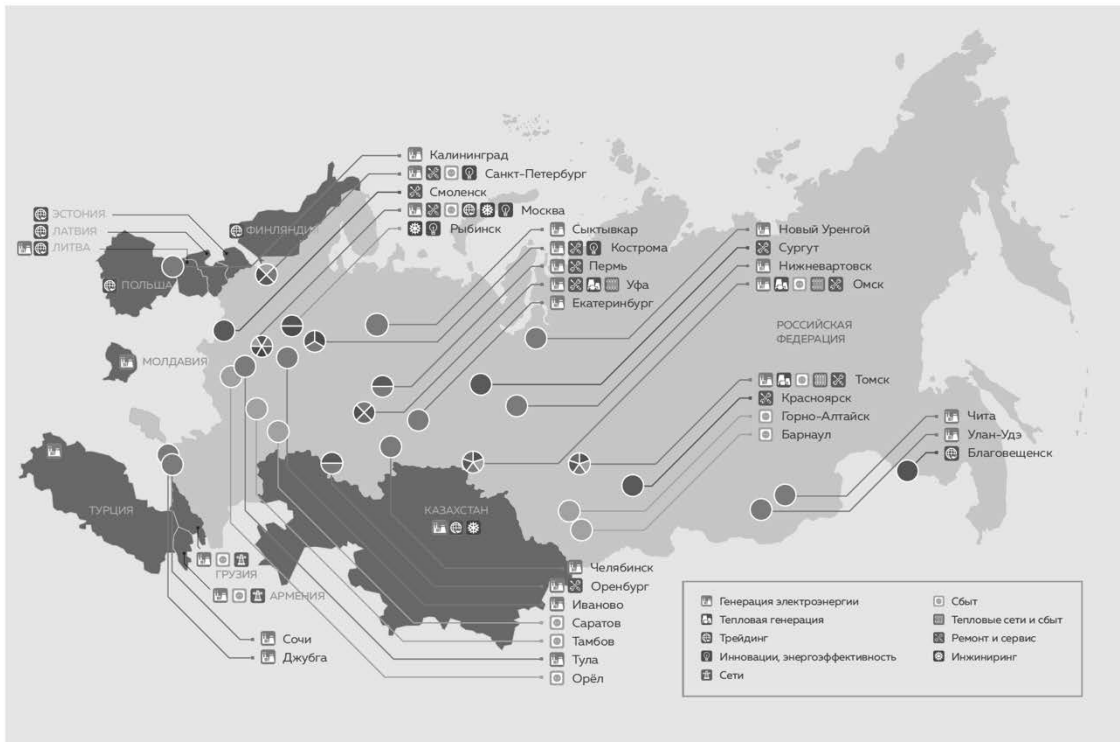 Калининград
Санкт-Петербург
Смоленск
Москва
Рыбинск
ЭСТОНИЯ
ЛАТВИЯ
ЛИТВА
ФИНЛЯНДИ
ПОЛЬША
МОЛДАВИЯ
ТУРЦИЯ
Сыктывкар
Кострома
Пермь
Уфа
Екатеринбург
Новый Уренгой
Сургут
Нижневартовск
Омск
РОССИЙСКАЯ
ФЕДЕРАЦИЯ
Томск
Красноярск
Горно-Алтайск
Барнаул
Чита
Улан-Удэ
Благовещенск
КАЗАХСТАН
ГРУЗИЯ
АРМЕНИЯ
Сочи
Джубга
Челябинск
Оренбург
Иваново
Саратов
Тамбов
Тула
Орёл
Генерация электроэнергии
Тепловая генерация
Трейдинг
Инновации, энергоэффективность
Сети
Сбыт
Тепловые сети и сбыт
Ремонт и сервис
Инжиниринг